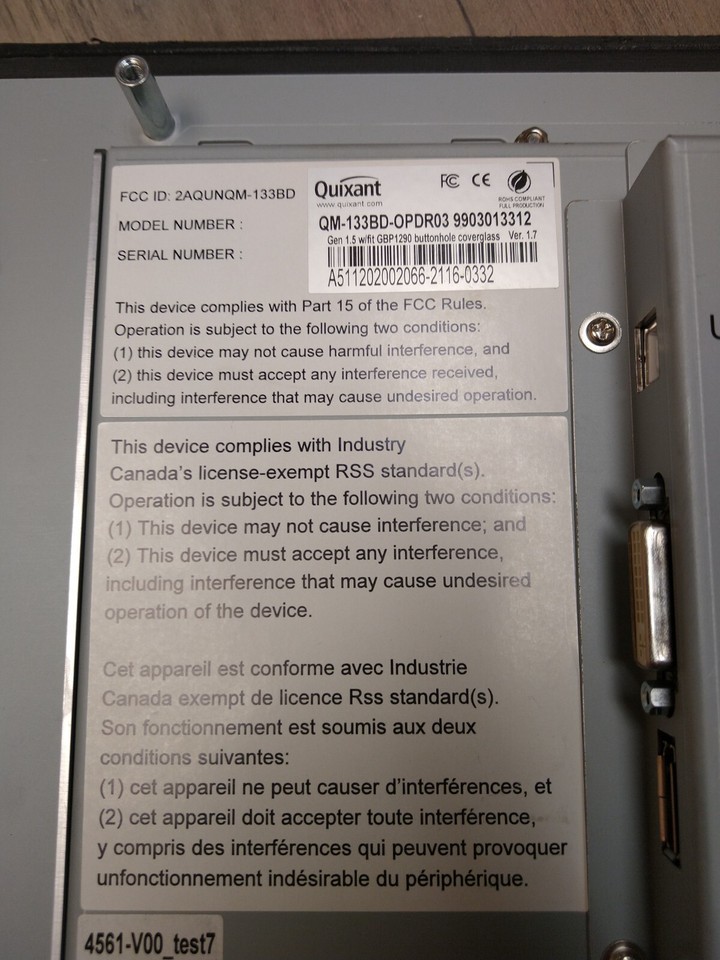 FCC ID: 2AQUNQM-133BD
Quixant
www.quixant.com
FC CE
ROHS COMPLIANT
FULL PRODUCTION
MODEL NUMBER :
QM-133BD-OPDR03 9903013312
Gen 1.5 w/fit GBP1290 buttonhole coverglass Ver. 1.7
SERIAL NUMBER :
A511202002066-2116-0332
This device complies with Part 15 of the FCC Rules.
Operation is subject to the following two conditions:
(1) this device may not cause harmful interference, and
(2) this device must accept any interference received,
including interference that may cause undesired operation.
This device complies with Industry
Canada's license-exempt RSS standard(s).
Operation is subject to the following two conditions:
(1) This device may not cause interference; and
(2) This device must accept any interference,
including interference that may cause undesired
operation of the device.
Cet appareil est conforme avec Industrie
Canada exempt de licence Rss standard(s).
Son fonctionnement est soumis aux deux
conditions suivantes:
(1) cet appareil ne peut causer d'interférences, et
(2) cet appareil doit accepter toute interférence,
y compris des interférences qui peuvent provoquer
unfonctionnement indésirable du périphérique.
4561-V00_test7